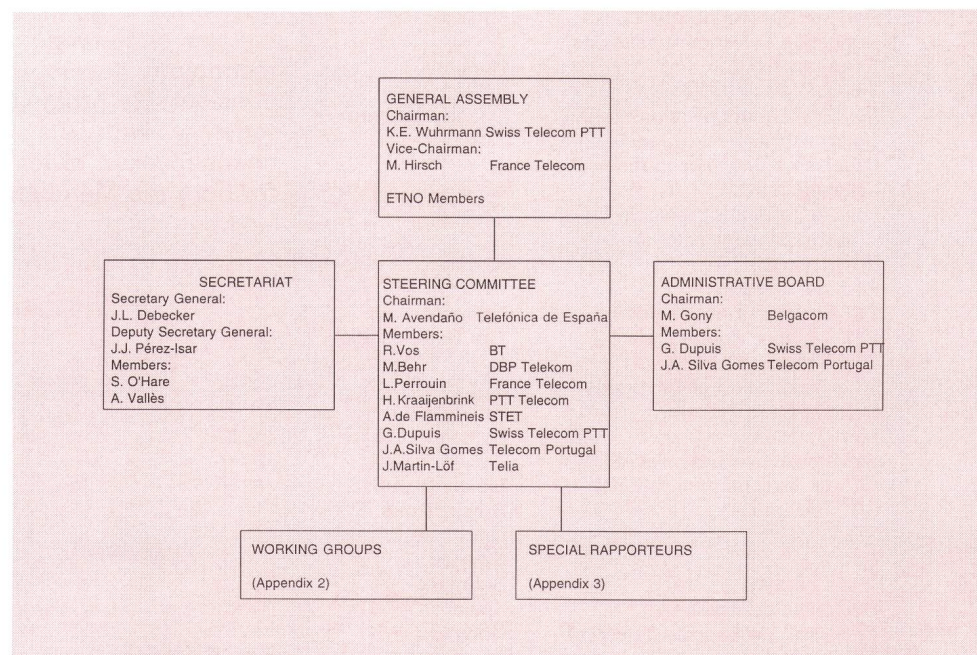 GENERAL ASSEMBLY
Chairman:
K.E. Wuhrmann Swiss Telecom PTT
Vice-Chairman:
M. Hirsch France Telecom
ETNO Members
SECRETARIAT
Secretary General:
J.L. Debecker
Deputy Secretary General:
J.J. Pérez-Isar
Members:
S. O'Hare
A. Vallès
STEERING COMMITTEE
Chairman:
M. Avendaño Telefónica de España
Members:
R.Vos BT
M.Behr DBP Telekom
L.Perrouin France Telecom
H.Kraaijenbrink PTT Telecom
A.de Flammineis STET
G.Dupuis Swiss Telecom PTT
J.A.Silva Gomes Telecom Portugal
J.Martin-Löf Telia
ADMINISTRATIVE BOARD
Chairman:
M. Gony Belgacom
Members:
G. Dupuis Swiss Telecom PTT
J.A. Silva Gomes Telecom Portugal
WORKING GROUPS
(Appendix 2)
SPECIAL RAPPORTEURS
(Appendix 3)